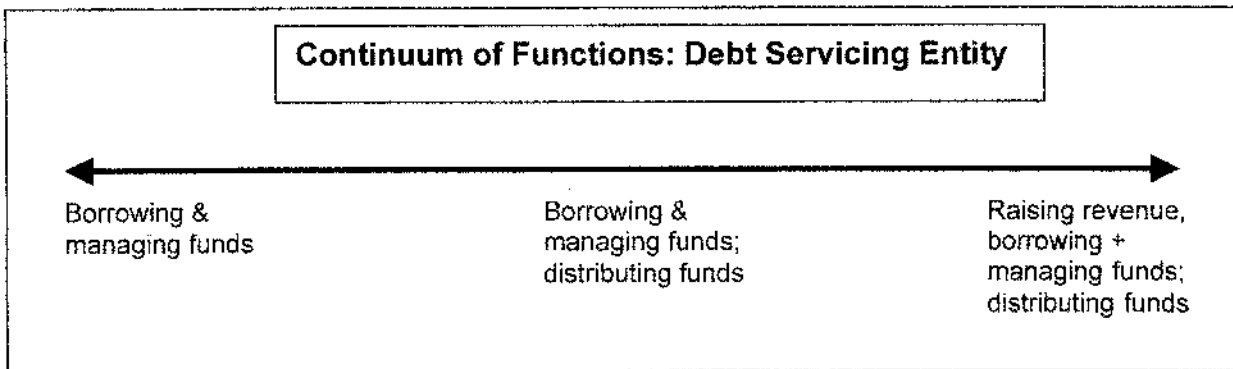 Continuum of Functions: Debt Servicing Entity
Borrowing &
managing funds
Borrowing &
managing funds;
distributing funds
Raising revenue,
borrowing +
managing funds;
distributing funds